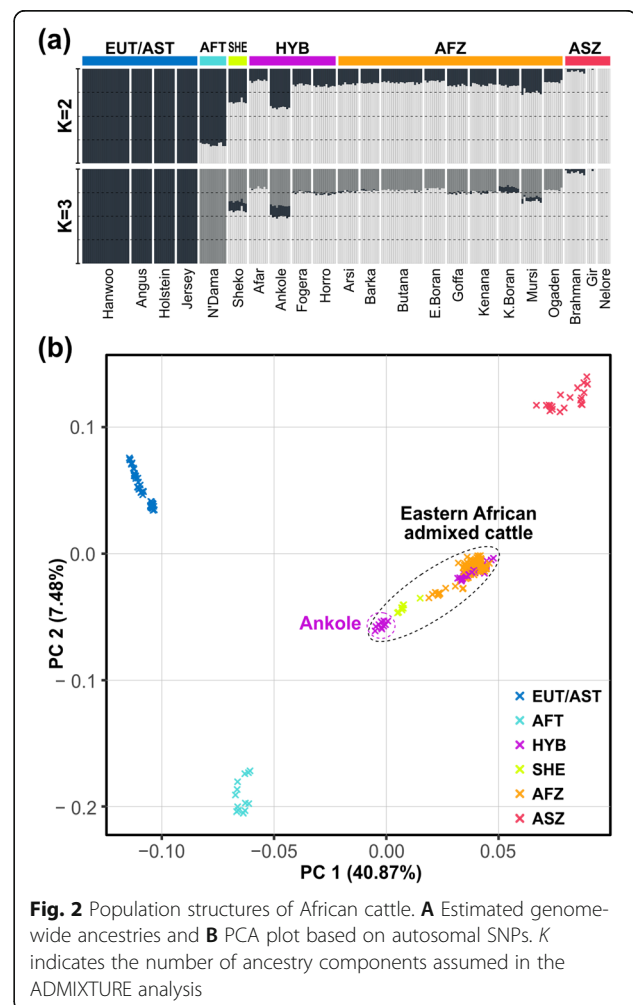 (a)
EUT/AST AFT SHE HYB AFZ ASZ
K=2
K=3
Hanwoo
Angus
Holstein
Jersey
N'Dama
Sheko
Afar
Ankole
Fogera
Horro
Arsi
Barka
Butana
E.Boran
Goffa
Kenana
K.Boran
Mursi
Ogaden
Brahman
Gir
Nelore
(b)
PC 2 (7.48%)
0.1
0.0
− 0.1
− 0.2
Eastern African
admixed cattle
Ankole
EUT/AST
AFT
HYB
SHE
AFZ
ASZ
−0.10 −0.05 0.00 0.05
PC 1 (40.87%)
Fig. 2 Population structures of African cattle. A Estimated genome-
wide ancestries and B PCA plot based on autosomal SNPs. K
indicates the number of ancestry components assumed in the
ADMIXTURE analysis